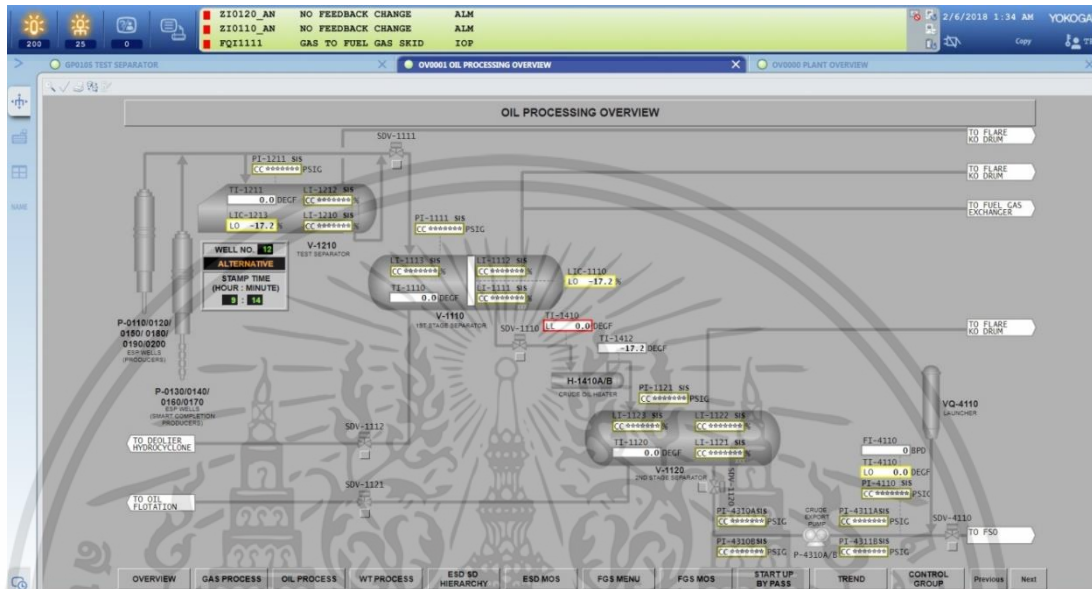 ZI0120_AN NO FEEDBACK CHANGE ALM
ZI0110_AN NO FEEDBACK CHANGE ALM
FQI1111 GAS TO FUEL GAS SKID IOP
200 25 0
2/6/2018 1:34 AM YOKOGA
Copy
GP0105 TEST SEPARATOR
OV0001 OIL PROCESSING OVERVIEW
OV0000 PLANT OVERVIEW
NAME
OIL PROCESSING OVERVIEW
SDV-1111
TO FLARE
KO DRUM
PI-1211 SIS
CC ******* PSIG
TO FLARE
KO DRUM
TI-1211
0.0 DEGF
LI-1212 SIS
CC ******* %
TO FUEL GAS
EXCHANGER
LIC-1213
LO -17.2 %
LI-1210 SIS
CC ******* %
PI-1111 SIS
CC ******* PSIG
V-1210
TEST SEPARATOR
WELL NO. 12
ALTERNATIVE
STAMP TIME
(HOUR : MINUTE)
9 : 14
LI-1113 SIS
CC ******* %
LI-1112 SIS
CC ******* %
LIC-1110
LO -17.2 %
TI-1110
0.0 DEGF
LI-1111 SIS
CC ******* %
V-1110
1ST STAGE SEPARATOR
SDV-1110
TI-1410
LL 0.0 DEGF
TI-1412
-17.2 DEGF
TO FLARE
KO DRUM
P-0110/0120/
0150/ 0180/
0190/0200
ESP WELLS
(PRODUCERS)
P-0130/0140/
0160/0170
ESP WELLS
(SMART COMPLETION
PRODUCERS)
H-1410A/B
CRUDE OIL HEATER
PI-1121 SIS
CC ******* PSIG
VQ-4110
LAUNCHER
LI-1123 SIS
CC ******* %
LI-1122 SIS
CC ******* %
TI-1120
0.0 DEGF
LI-1121 SIS
CC ******* %
V-1120
2ND STAGE SEPARATOR
SDV-1120
SDV-1112
TO DEOLIER
HYDROCYCLONE
SDV-1121
TO OIL
FLOTATION
FI-4110
0 BPD
TI-4110
LO 0.0 DEGF
PI-4110 SIS
CC ******* PSIG
PI-4310A SIS
CC ******* PSIG
CRUDE
EXPORT
PUMP
PI-4311A SIS
CC ******* PSIG
SDV-4110
TO FSO
PI-4310B SIS
CC ******* PSIG
P-4310A/B
PI-4311B SIS
CC ******* PSIG
OVERVIEW
GAS PROCESS
OIL PROCESS
WT PROCESS
ESD SD
HIERARCHY
ESD MOS
FGS MENU
FGS MOS
START UP
BY PASS
TREND
CONTROL
GROUP
Previous
Next